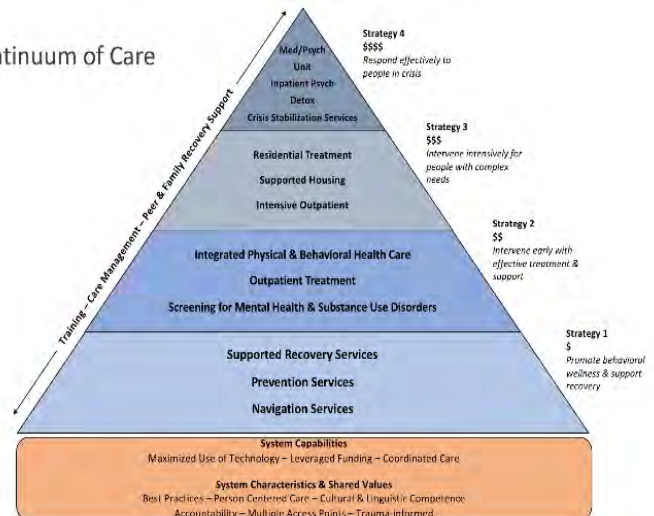 tinuum of Care
Med/Psych
Unit
Inpatient Psych
Detox
Crisis Stabilization Services
Strategy 4
$$$$
Respond effectively to
people in crisis
Training – Care Management – Peer & Family Recovery Support
Residential Treatment
Supported Housing
Intensive Outpatient
Strategy 3
$$$
Intervene intensively for
people with complex
needs
Integrated Physical & Behavioral Health Care
Outpatient Treatment
Screening for Mental Health & Substance Use Disorders
Strategy 2
$$
Intervene early with
effective treatment &
support
Supported Recovery Services
Prevention Services
Navigation Services
Strategy 1
$
Promote behavioral
wellness & support
recovery
System Capabilities
Maximized Use of Technology – Leveraged Funding – Coordinated Care
System Characteristics & Shared Values
Best Practices – Person Centered Care – Cultural & Linguistic Competence
Accountability – Multiple Access Points – Trauma-informed